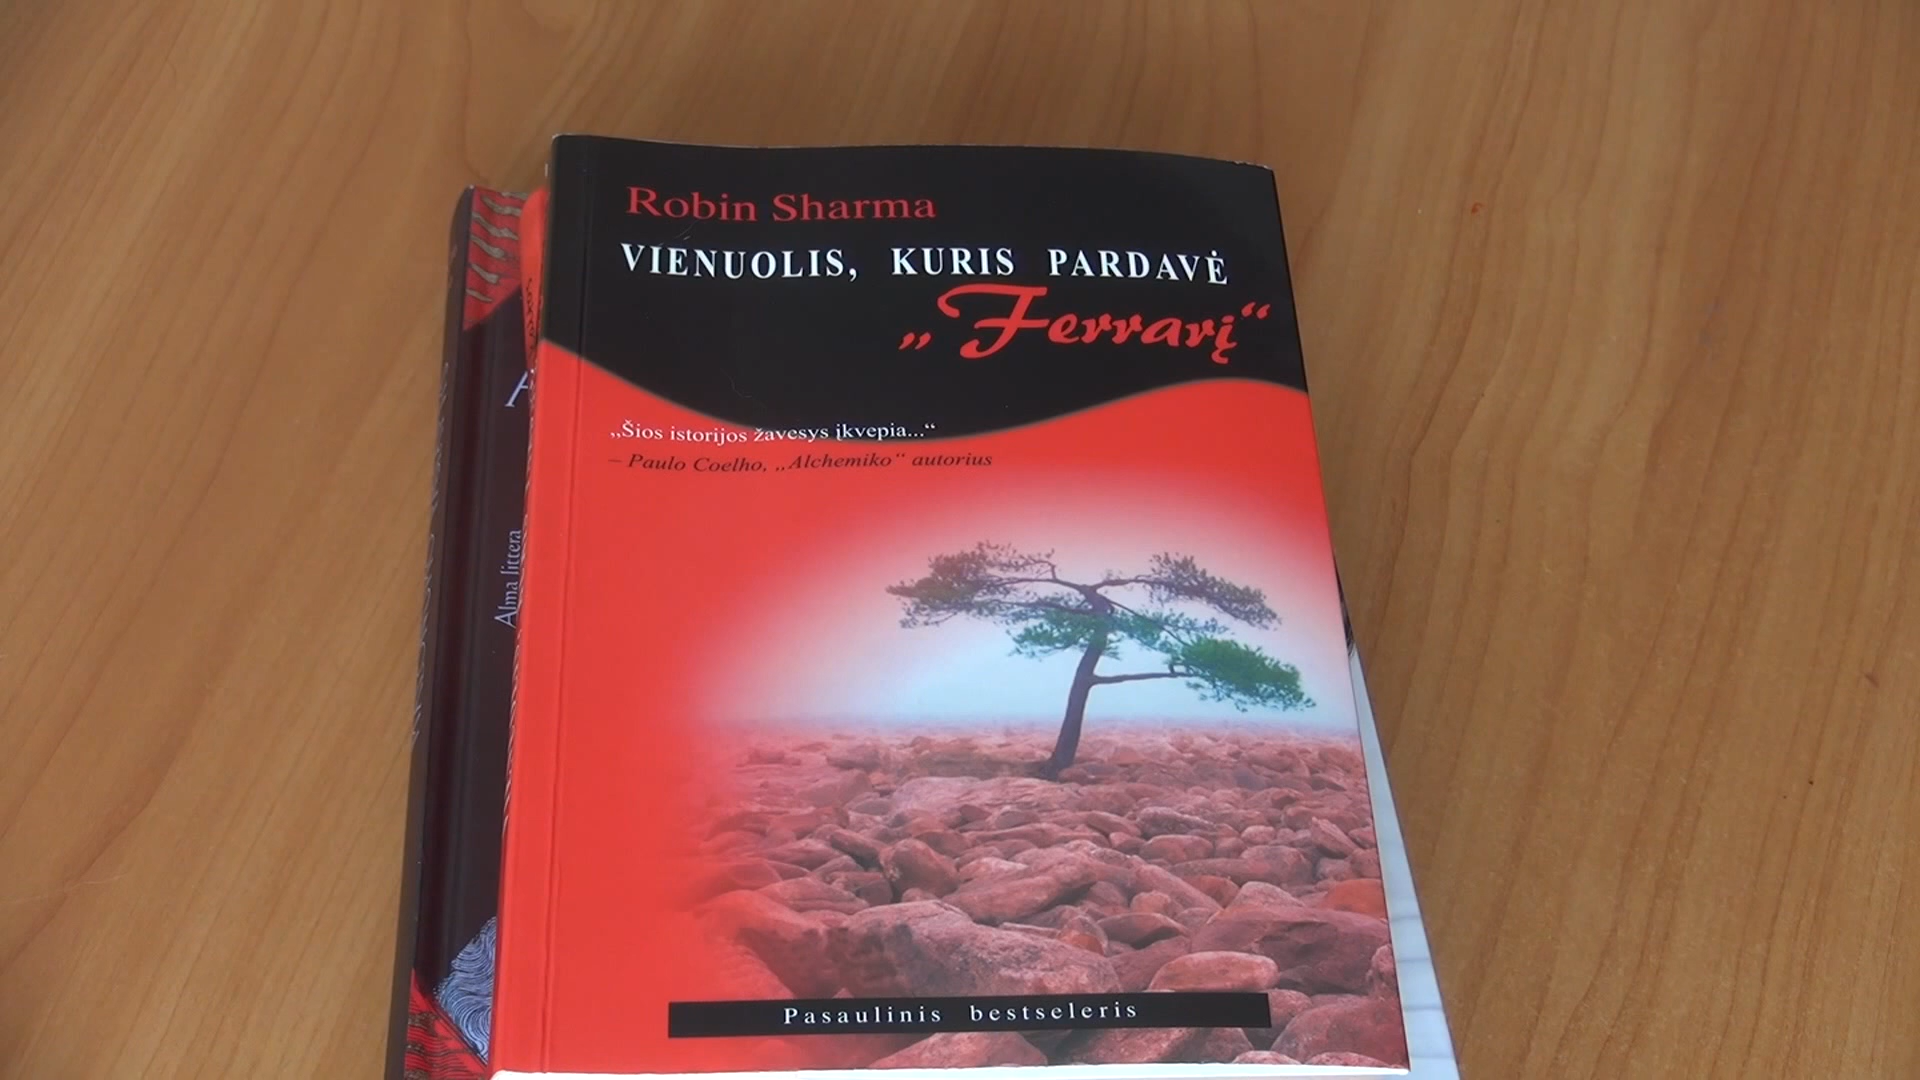 Robin Sharma
VIENUOLIS, KURIS PARDAVĖ
„Ferrarį“
„Šios istorijos žavesys įkvepia...“
– Paulo Coelho, „Alchemiko“ autorius
Pasaulinis bestseleris
Alma littera